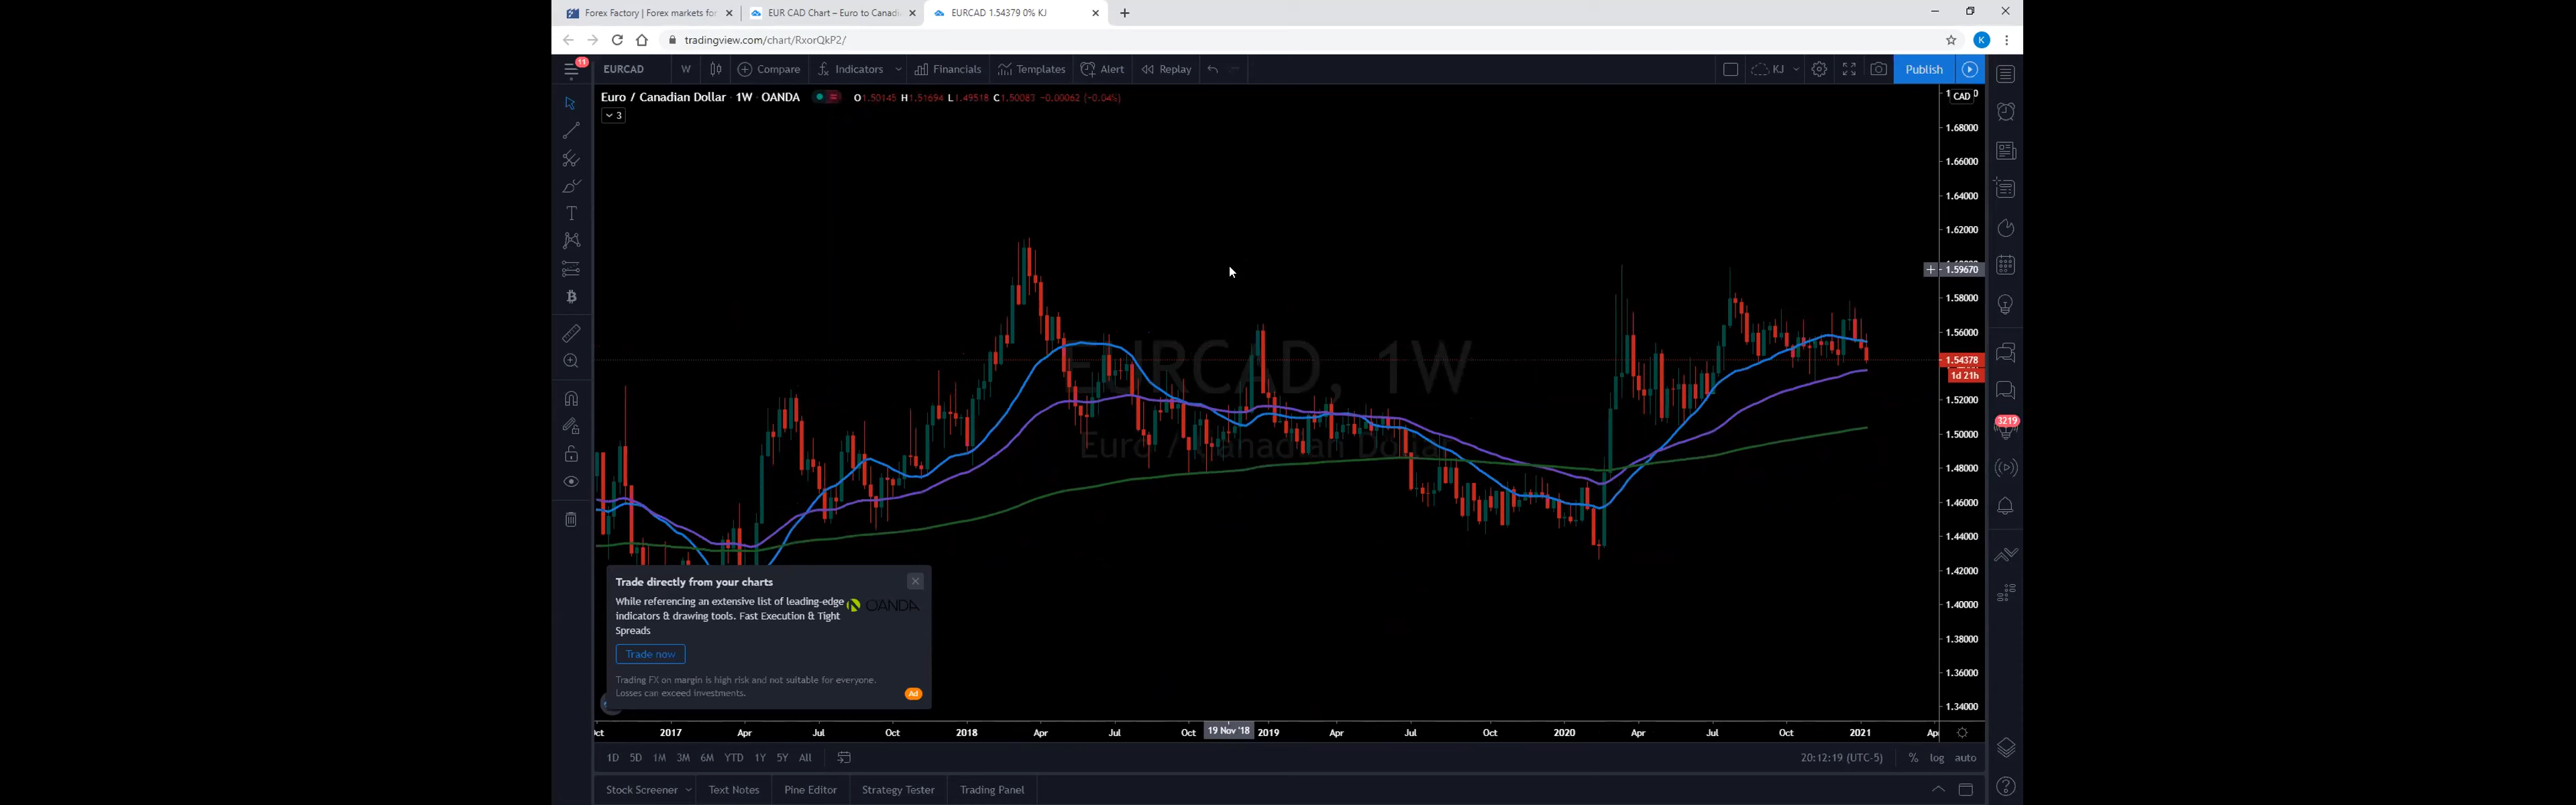 Forex Factory | Forex markets for
EUR CAD Chart – Euro to Canadi
EURCAD 1.54379 0% KJ
tradingview.com/chart/RxorQkP2/
K
11
EURCAD W Compare Indicators Financials Templates Alert Replay KJ Publish
Euro / Canadian Dollar 1W OANDA O1.50145 H1.51694 L1.49518 C1.50083 −0.00062 (−0.04%)
3
CAD
1.68000
1.66000
1.64000
1.62000
1.59670
1.58000
1.56000
1.54378
1d 21h
1.52000
1.50000
1.48000
1.46000
1.44000
1.42000
1.40000
1.38000
1.36000
1.34000
3219
EURCAD, 1W
Euro / Canadian Dollar
Trade directly from your charts
While referencing an extensive list of leading-edge
indicators & drawing tools. Fast Execution & Tight
Spreads
OANDA
Trade now
Trading FX on margin is high risk and not suitable for everyone.
Losses can exceed investments.
Ad
2017 Apr Jul Oct 2018 Apr Jul Oct 19 Nov '18 2019 Apr Jul Oct 2020 Apr Jul Oct 2021
1D 5D 1M 3M 6M YTD 1Y 5Y All 20:12:19 (UTC-5) % log auto
Stock Screener Text Notes Pine Editor Strategy Tester Trading Panel